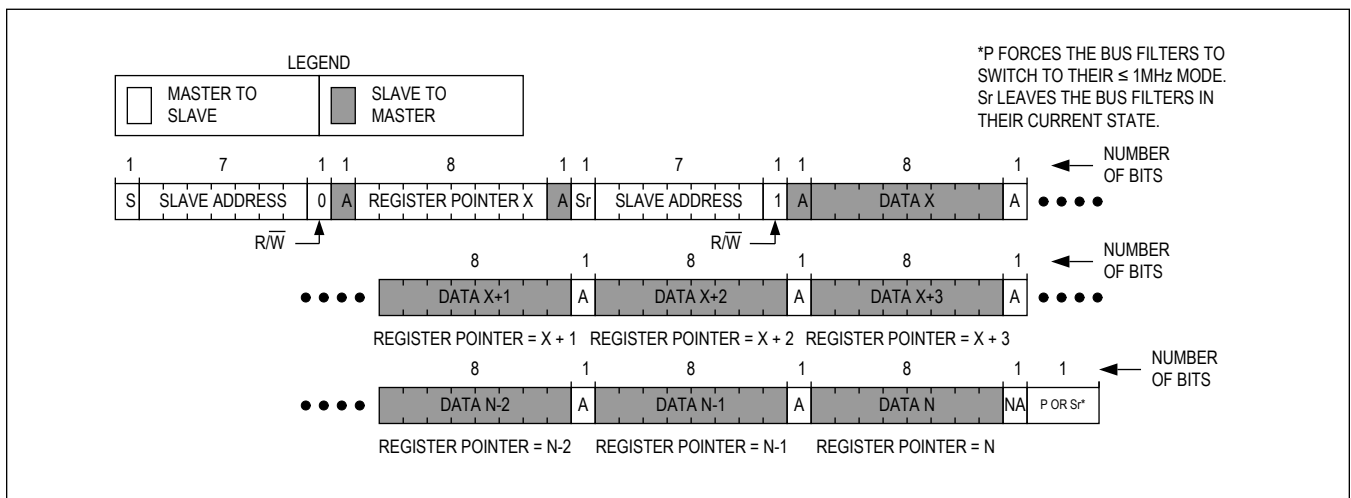 LEGEND
MASTER TO
SLAVE
SLAVE TO
MASTER
*P FORCES THE BUS FILTERS TO
SWITCH TO THEIR ≤ 1MHz MODE.
Sr LEAVES THE BUS FILTERS IN
THEIR CURRENT STATE.
1 7 1 1 8 1 1 7 1 1 8 1 NUMBER
OF BITS
S SLAVE ADDRESS 0 A REGISTER POINTER X A Sr SLAVE ADDRESS 1 A DATA X A
R/W̅ R/W̅
8 1 8 1 8 1 NUMBER
OF BITS
DATA X+1 A DATA X+2 A DATA X+3 A
REGISTER POINTER = X + 1 REGISTER POINTER = X + 2 REGISTER POINTER = X + 3
8 1 8 1 8 1 1 NUMBER
OF BITS
DATA N-2 A DATA N-1 A DATA N NA P OR Sr*
REGISTER POINTER = N-2 REGISTER POINTER = N-1 REGISTER POINTER = N